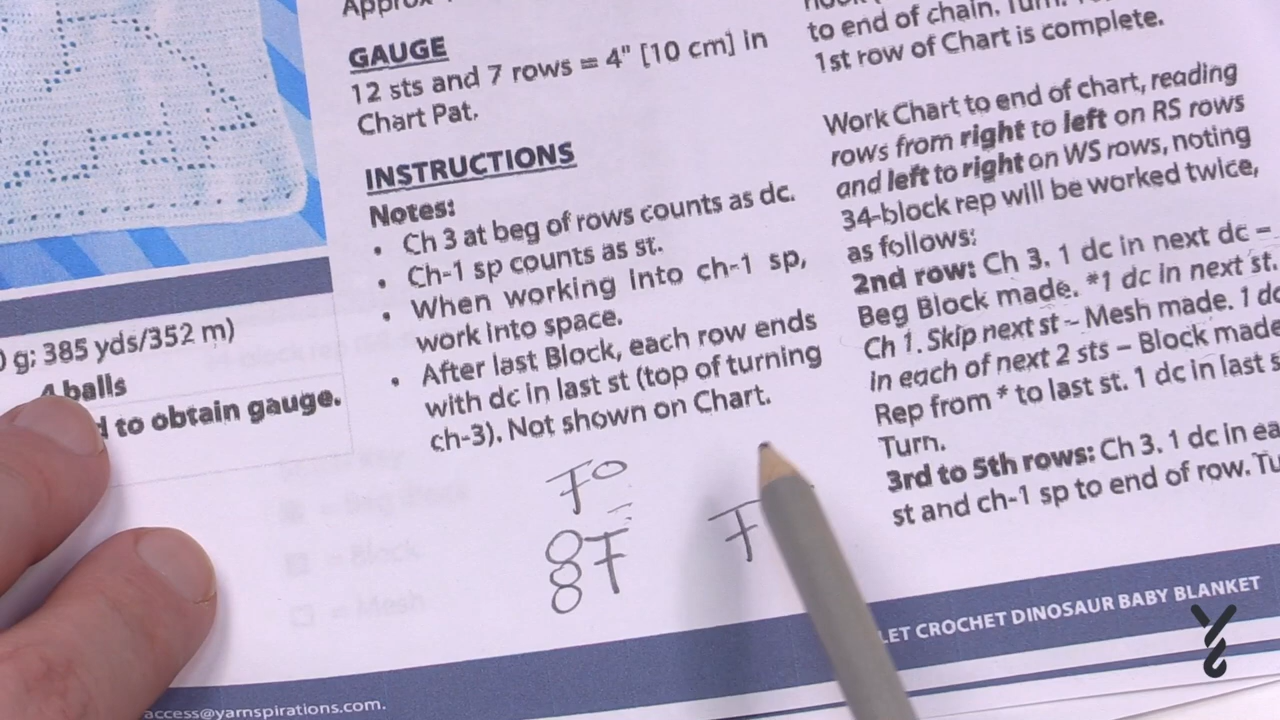 Approx
GAUGE
12 sts and 7 rows = 4" [10 cm] in
Chart Pat.
INSTRUCTIONS
Notes:
• Ch 3 at beg of rows counts as dc.
• Ch-1 sp counts as st.
• When working into ch-1 sp,
work into space.
• After last Block, each row ends
with dc in last st (top of turning
ch-3). Not shown on Chart.
0 g; 385 yds/352 m)
4 balls
d to obtain gauge.
to end of chain. Turn.
1st row of Chart is complete.
Work Chart to end of chart, reading
rows from right to left on RS rows
and left to right on WS rows, noting
34-block rep will be worked twice,
as follows:
2nd row: Ch 3. 1 dc in next dc –
Beg Block made. *1 dc in next st.
Ch 1. Skip next st – Mesh made. 1 dc
in each of next 2 sts – Block made
Rep from * to last st. 1 dc in last s
Turn.
3rd to 5th rows: Ch 3. 1 dc in ea
st and ch-1 sp to end of row. Tu
= Block
= Mesh
LET CROCHET DINOSAUR BABY BLANKET
access@yarnspirations.com.